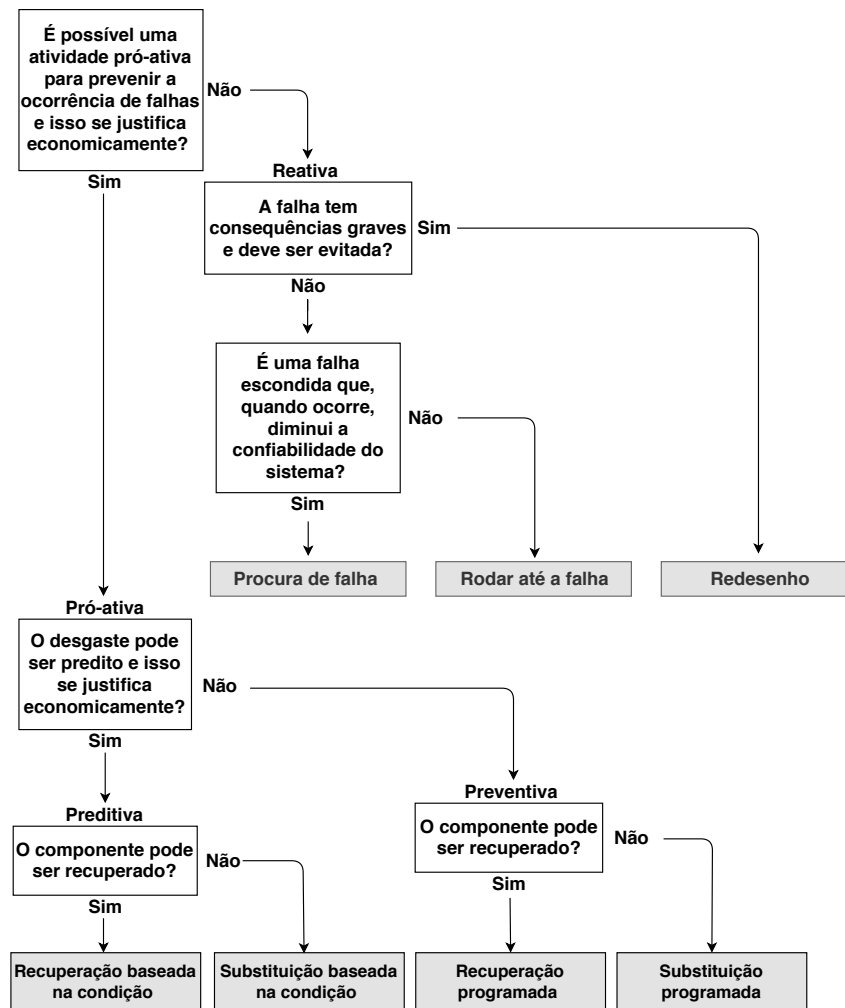 É possível uma
atividade pró-ativa
para prevenir a
ocorrência de falhas
e isso se justifica
economicamente?
Não
Sim
Reativa
A falha tem
consequências graves
e deve ser evitada?
Sim
Não
É uma falha
escondida que,
quando ocorre,
diminui a
confiabilidade do
sistema?
Não
Sim
Procura de falha
Rodar até a falha
Redesenho
Pró-ativa
O desgaste pode
ser predito e isso
se justifica
economicamente?
Não
Sim
Preditiva
O componente pode
ser recuperado?
Não
Sim
Preventiva
O componente pode
ser recuperado?
Não
Sim
Recuperação baseada
na condição
Substituição baseada
na condição
Recuperação
programada
Substituição
programada